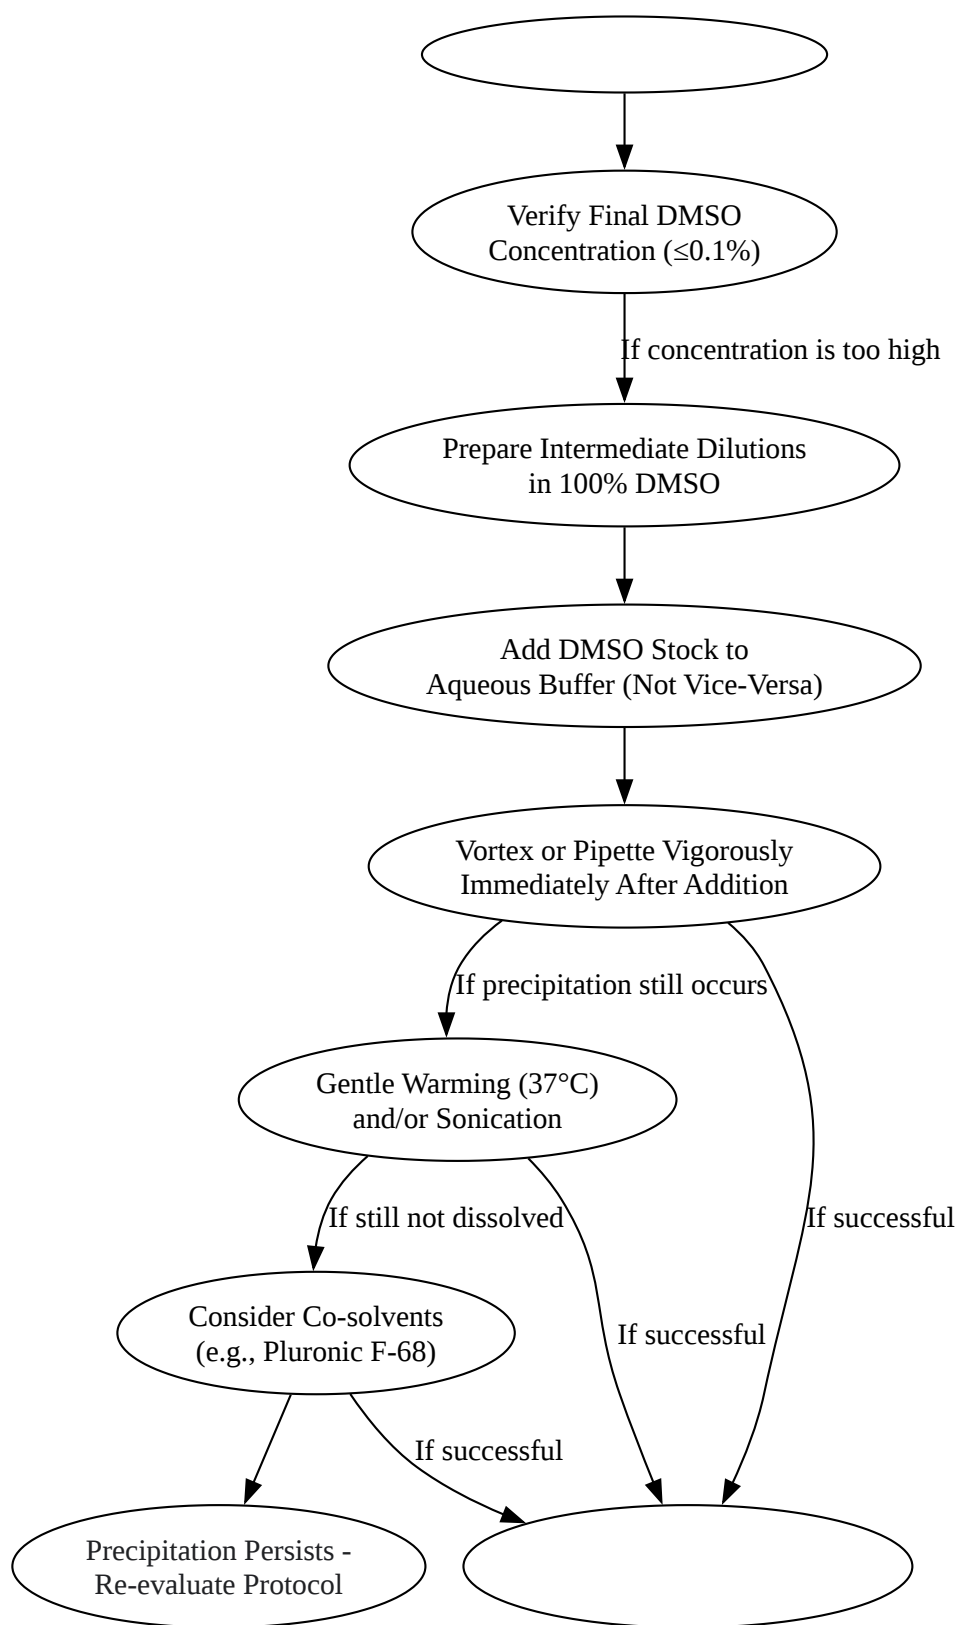 Verify Final DMSO
Concentration (≤0.1%)
If concentration is too high
Prepare Intermediate Dilutions
in 100% DMSO
Add DMSO Stock to
Aqueous Buffer (Not Vice-Versa)
Vortex or Pipette Vigorously
Immediately After Addition
If precipitation still occurs
Gentle Warming (37°C)
and/or Sonication
If still not dissolved
If successful
Consider Co-solvents
(e.g., Pluronic F-68)
If successful
If successful
Precipitation Persists -
Re-evaluate Protocol